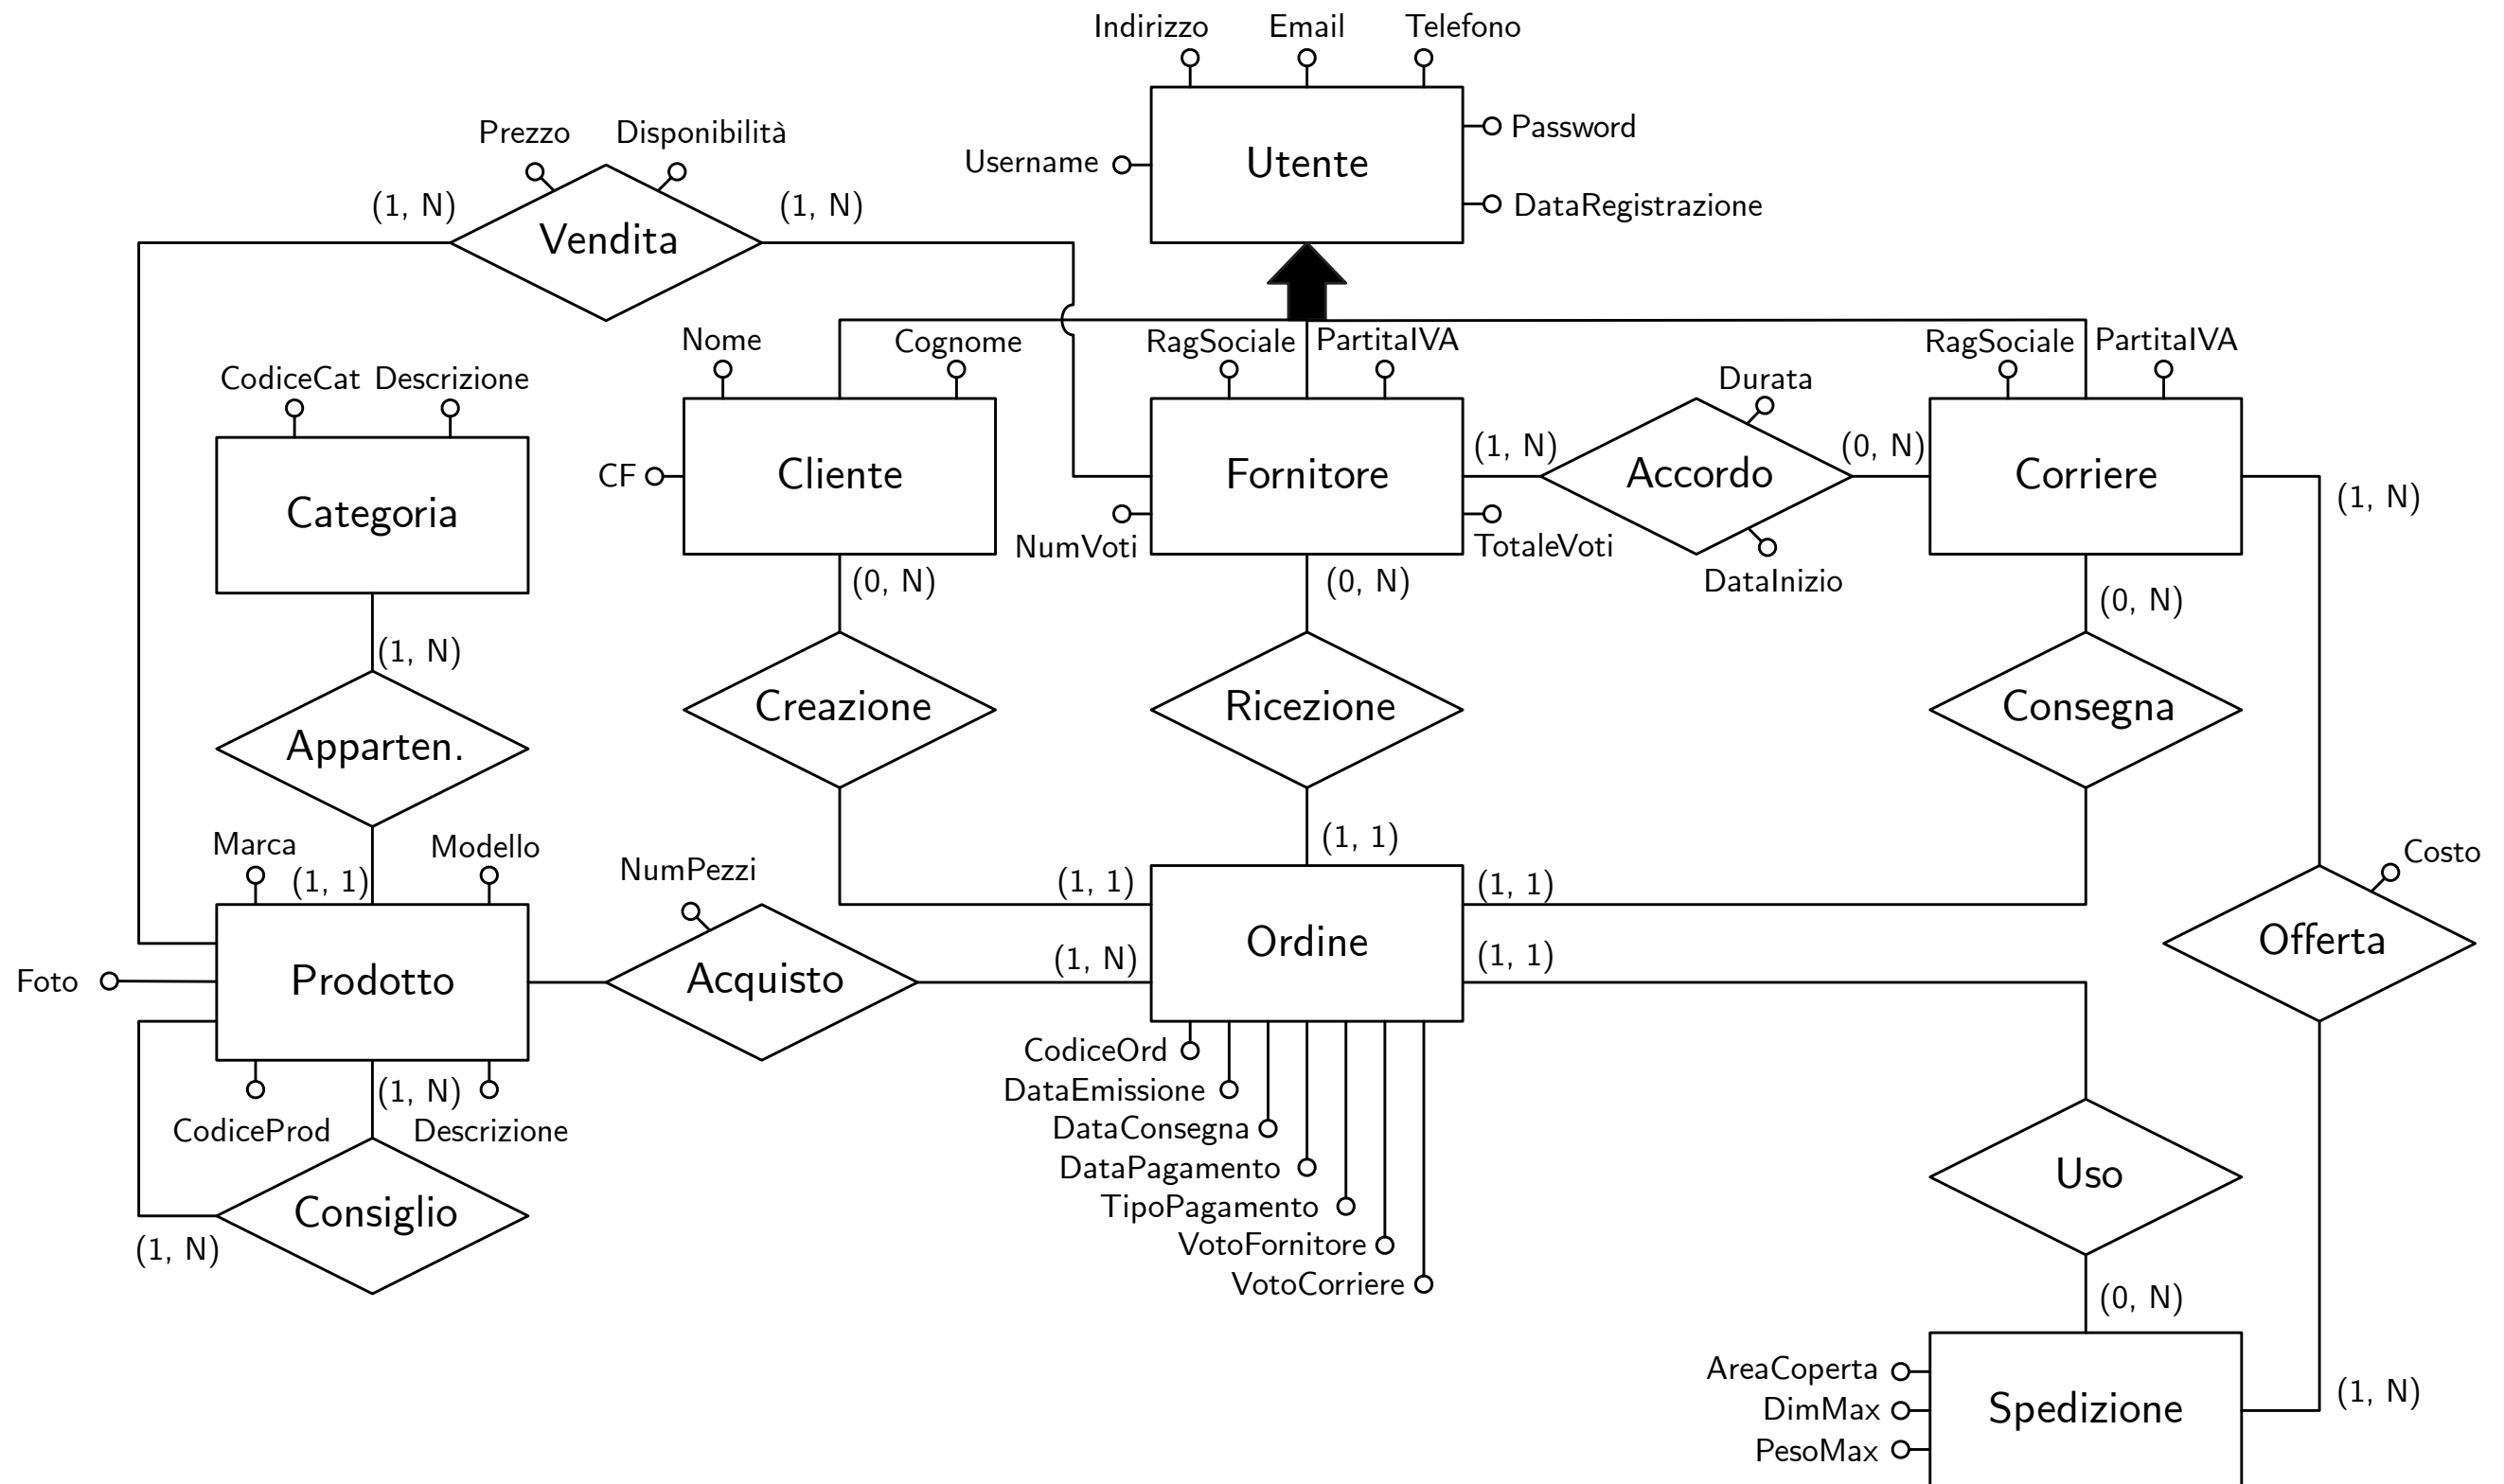 Indirizzo Email Telefono
Prezzo Disponibilità
Password
Username
Utente
(1, N) (1, N)
DataRegistrazione
Vendita
Nome Cognome RagSociale PartitaIVA RagSociale PartitaIVA
CodiceCat Descrizione
Durata
(1, N) (0, N)
CF
Cliente
Fornitore
Accordo
Corriere
(1, N)
Categoria
NumVoti
TotaleVoti
(0, N) (0, N)
DataInizio
(0, N)
(1, N)
Creazione
Ricezione
Consegna
Apparten.
Marca Modello
(1, 1)
Costo
NumPezzi
(1, 1)
(1, 1) (1, 1)
Ordine
Offerta
(1, N) (1, 1)
Foto
Prodotto
Acquisto
CodiceOrd
(1, N)
DataEmissione
CodiceProd Descrizione
DataConsegna
DataPagamento
Uso
TipoPagamento
Consiglio
(1, N)
VotoFornitore
VotoCorriere
(0, N)
AreaCoperta
(1, N)
DimMax
Spedizione
PesoMax